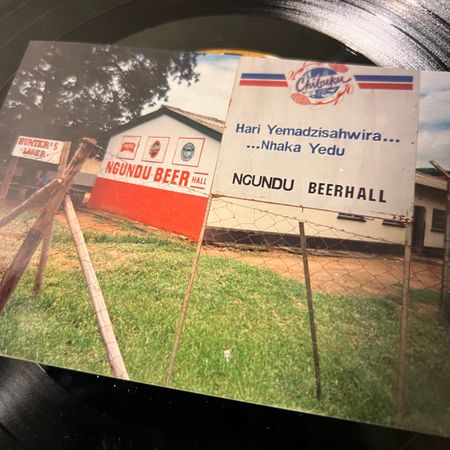 HUNTER'S
LAGER
NGUNDU BEER HALL
Chibuku
Hari Yemadzisahwira...
...Nhaka Yedu
NGUNDU BEERHALL